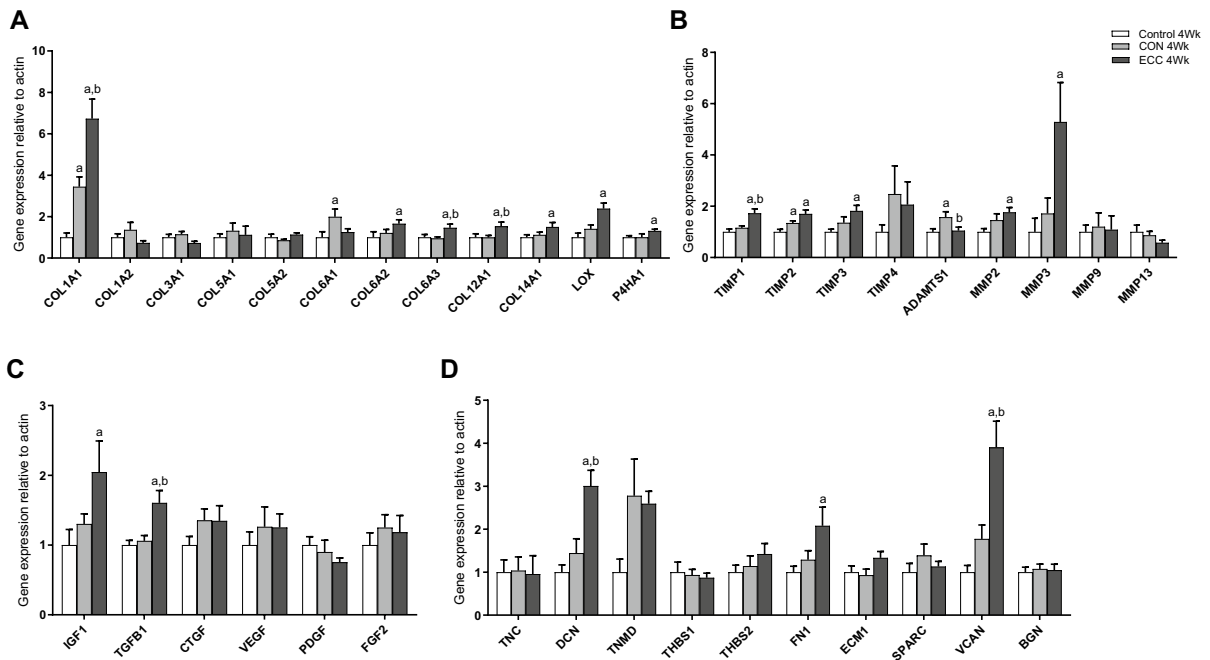 A
Gene expression relative to actin
10
8
6
4
2
0
a
a,b
a
a
a,b
a,b
a
a
a
COL1A1
COL1A2
COL3A1
COL5A1
COL5A2
COL6A1
COL6A2
COL6A3
COL12A1
COL14A1
LOX
P4HA1
B
Control 4Wk
CON 4Wk
ECC 4Wk
Gene expression relative to actin
8
6
4
2
0
a,b
a
a
a
a
b
a
a
TIMP1
TIMP2
TIMP3
TIMP4
ADAMTS1
MMP2
MMP3
MMP9
MMP13
C
Gene expression relative to actin
3
2
1
0
a
a,b
IGF1
TGFB1
CTGF
VEGF
PDGF
FGF2
D
Gene expression relative to actin
5
4
3
2
1
0
a,b
a
a,b
TNC
DCN
TNMD
THBS1
THBS2
FN1
ECM1
SPARC
VCAN
BGN